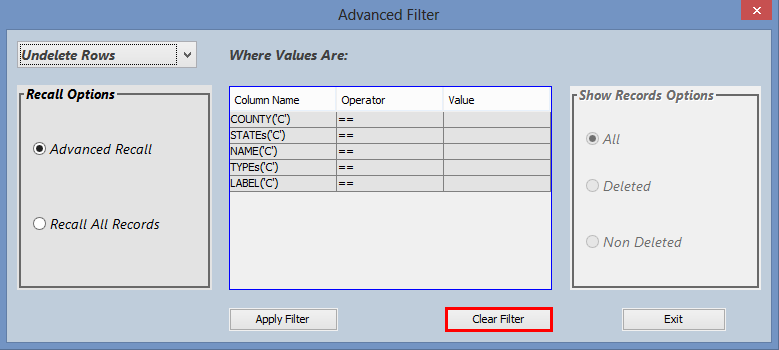 Advanced Filter
Undelete Rows
Where Values Are:
Recall Options
Advanced Recall
Recall All Records
Column Name Operator Value
COUNTY('C') ==
STATEs('C') ==
NAME('C') ==
TYPEs('C') ==
LABEL('C') ==
Show Records Options
All
Deleted
Non Deleted
Apply Filter Clear Filter Exit